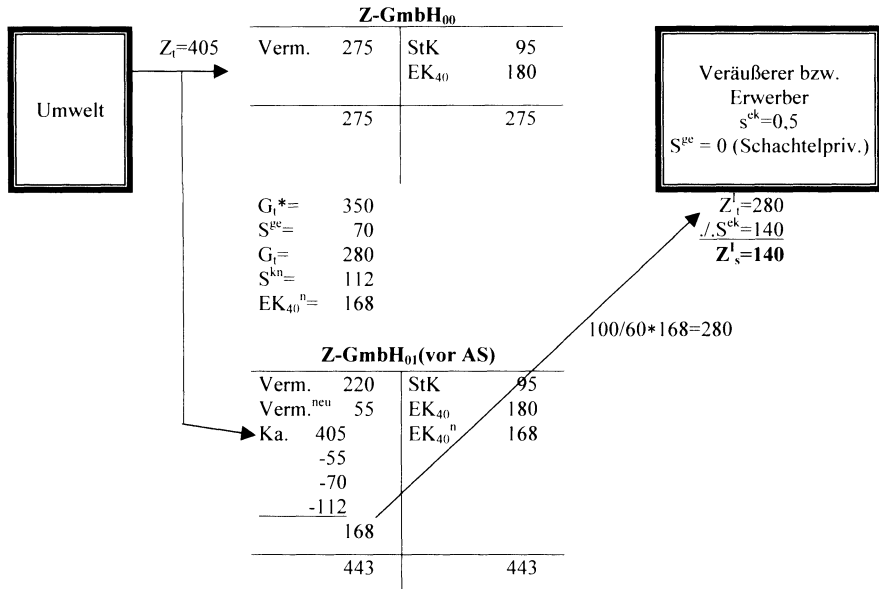 Z-GmbH₀₀
Zₜ=405
Umwelt
Verm. 275 StK 95
EK₄₀ 180
275 275
Veräußerer bzw.
Erwerber
sᵉᵏ=0,5
Sᵍᵉ = 0 (Schachtelpriv.)
Gₜ*= 350
Sᵍᵉ= 70
Gₜ= 280
Sᵏⁿ= 112
EK₄₀ⁿ= 168
Zˡₜ=280
./.Sᵉᵏ=140
Zˡₛ=140
100/60*168=280
Z-GmbH₀₁(vor AS)
Verm. 220 StK 95
Verm.ⁿᵉᵘ 55 EK₄₀ 180
Ka. 405 EK₄₀ⁿ 168
-55
-70
-112
168
443 443